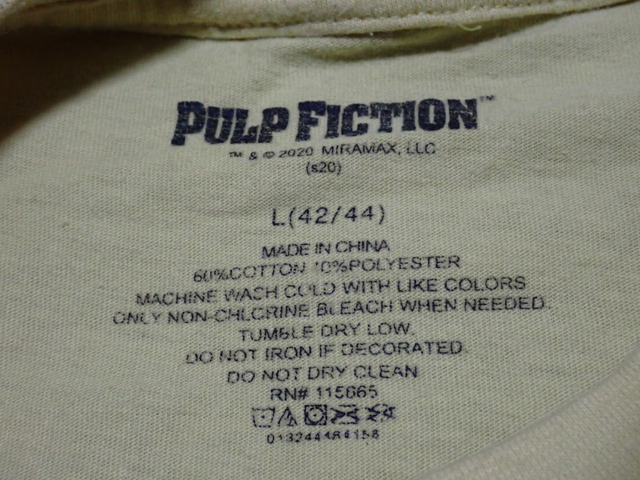 PULP FICTION™
™ & © 2020 MIRAMAX, LLC
(s20)
L(42/44)
MADE IN CHINA
60%COTTON POLYESTER
MACHINE WASH COLD WITH LIKE COLORS
ONLY NON-CHLORINE BLEACH WHEN NEEDED.
TUMBLE DRY LOW.
DO NOT IRON IF DECORATED.
DO NOT DRY CLEAN
RN#